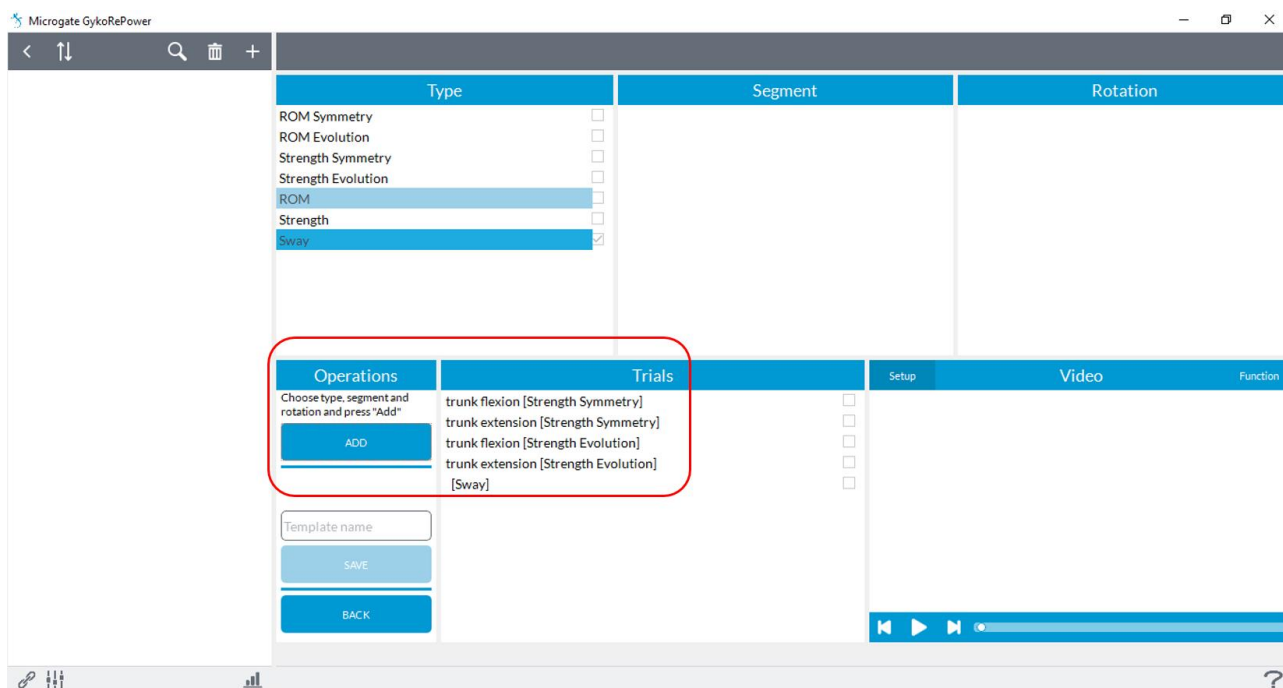 Microgate GykoRePower
Type
Segment
Rotation
ROM Symmetry
ROM Evolution
Strength Symmetry
Strength Evolution
ROM
Strength
Sway
Operations
Choose type, segment and
rotation and press "Add"
ADD
Template name
SAVE
BACK
Trials
trunk flexion [Strength Symmetry]
trunk extension [Strength Symmetry]
trunk flexion [Strength Evolution]
trunk extension [Strength Evolution]
[Sway]
Setup
Video
Function